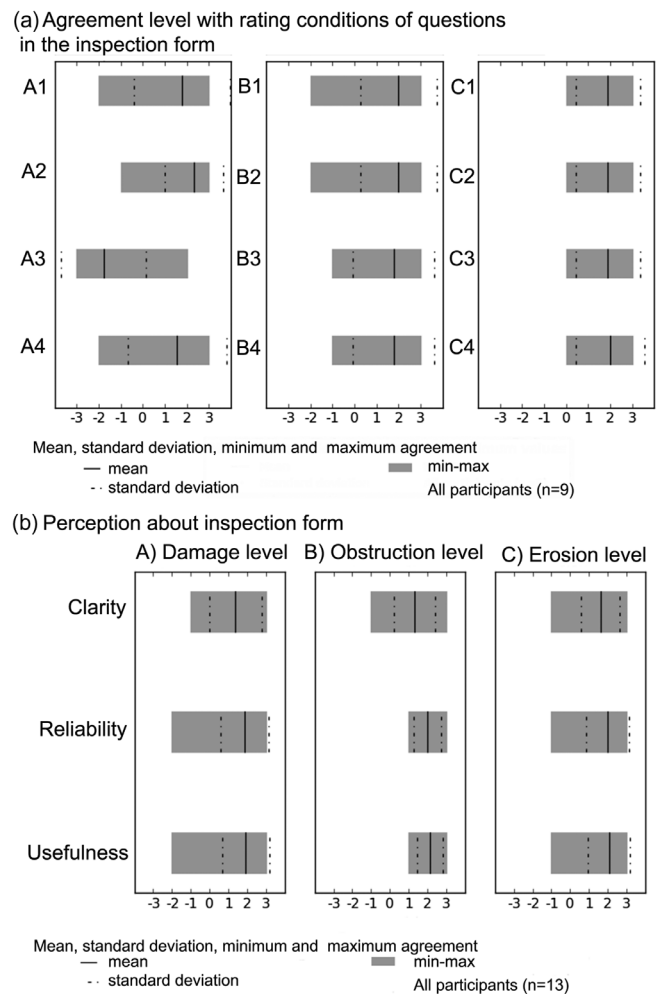 (a) Agreement level with rating conditions of questions
in the inspection form
A1 B1 C1
A2 B2 C2
A3 B3 C3
A4 B4 C4
-3 -2 -1 0 1 2 3 -3 -2 -1 0 1 2 3 -3 -2 -1 0 1 2 3
Mean, standard deviation, minimum and maximum agreement
mean min-max
standard deviation All participants (n=9)
(b) Perception about inspection form
A) Damage level B) Obstruction level C) Erosion level
Clarity
Reliability
Usefulness
-3 -2 -1 0 1 2 3 -3 -2 -1 0 1 2 3 -3 -2 -1 0 1 2 3
Mean, standard deviation, minimum and maximum agreement
mean min-max
standard deviation All participants (n=13)